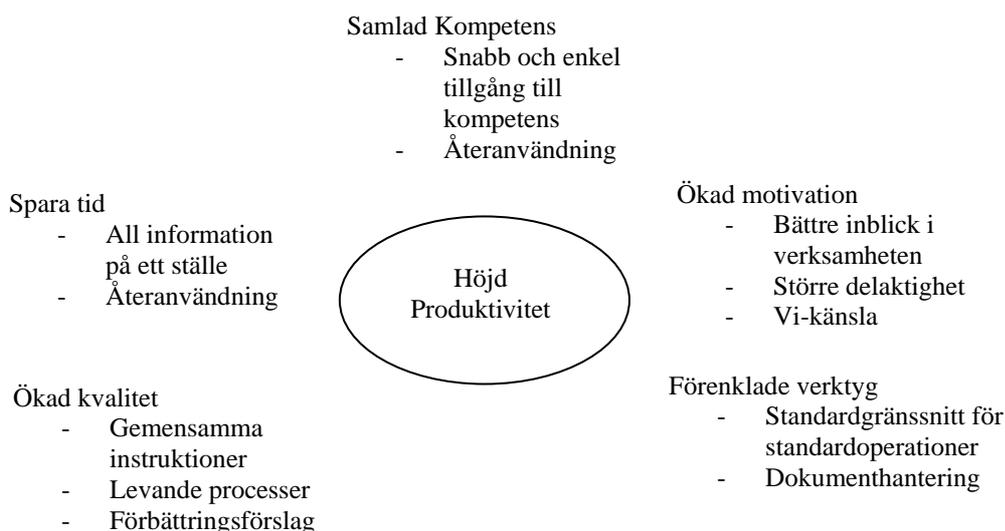 Samlad Kompetens
- Snabb och enkel
tillgång till
kompetens
- Återanvändning
Spara tid
- All information
på ett ställe
- Återanvändning
Ökad motivation
- Bättre inblick i
verksamheten
- Större delaktighet
- Vi-känsla
Höjd
Produktivitet
Ökad kvalitet
- Gemensamma
instruktioner
- Levande processer
- Förbättringsförslag
Förenklade verktyg
- Standardgränssnitt för
standardoperationer
- Dokumenthantering